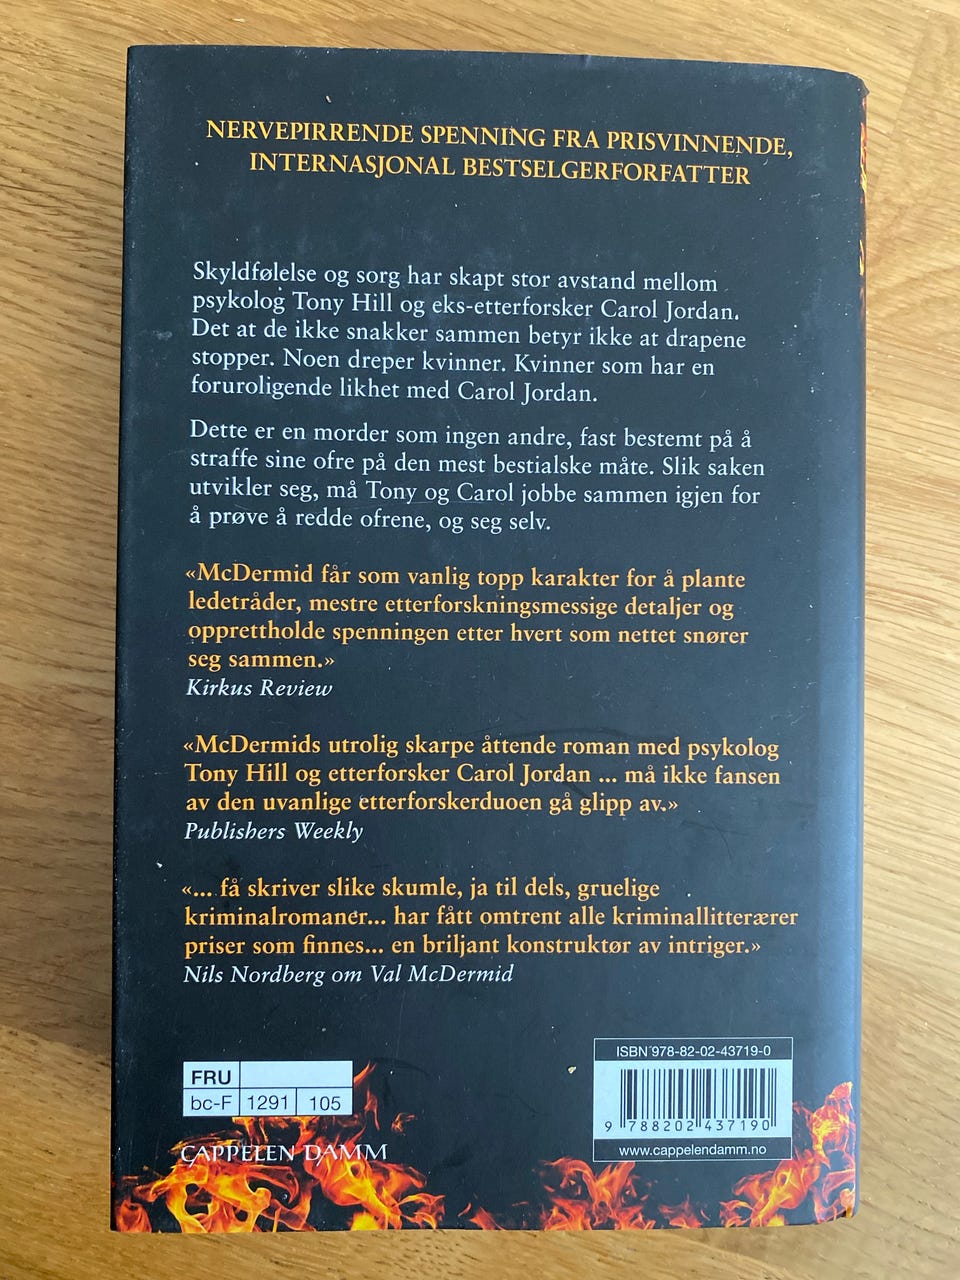 NERVEPIRRENDE SPENNING FRA PRISVINNENDE,
INTERNASJONAL BESTSELGERFORFATTER
Skyldfølelse og sorg har skapt stor avstand mellom
psykolog Tony Hill og eks-etterforsker Carol Jordan.
Det at de ikke snakker sammen betyr ikke at drapene
stopper. Noen dreper kvinner. Kvinner som har en
foruroligende likhet med Carol Jordan.
Dette er en morder som ingen andre, fast bestemt på å
straffe sine ofre på den mest bestialske måte. Slik saken
utvikler seg, må Tony og Carol jobbe sammen igjen for
å prøve å redde ofrene, og seg selv.
«McDermid får som vanlig topp karakter for å plante
ledetråder, mestre etterforskningsmessige detaljer og
opprettholde spenningen etter hvert som nettet snører
seg sammen.»
Kirkus Review
«McDermids utrolig skarpe åttende roman med psykolog
Tony Hill og etterforsker Carol Jordan ... må ikke fansen
av den uvanlige etterforskerduoen gå glipp av.»
Publishers Weekly
«... få skriver slike skumle, ja til dels, gruelige
kriminalromaner... har fått omtrent alle kriminallitterærer
priser som finnes... en briljant konstruktør av intriger.»
Nils Nordberg om Val McDermid
FRU
bc-F 1291 105
CAPPELEN DAMM
ISBN 978-82-02-43719-0
9 788202 437190
www.cappelendamm.no